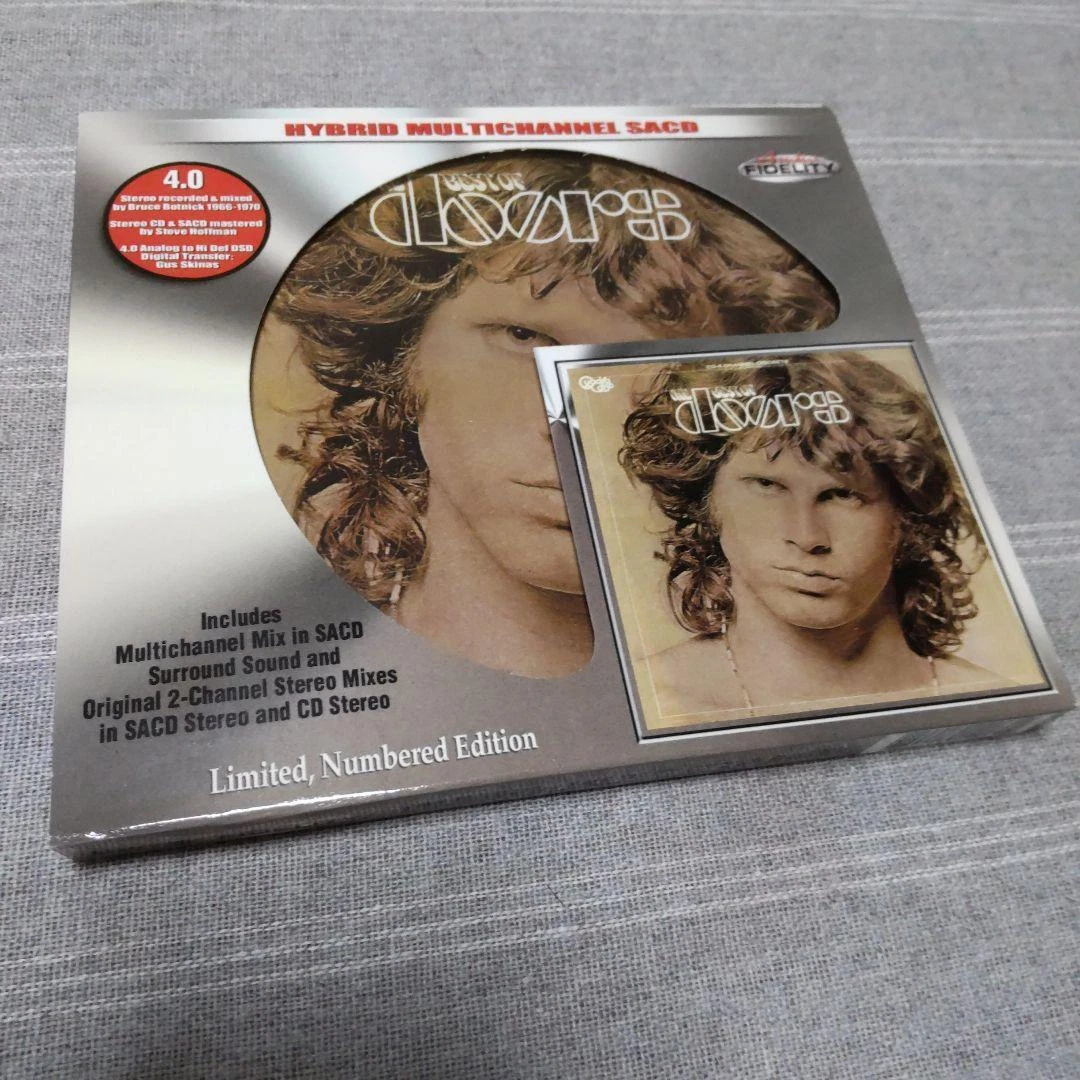 HYBRID MULTICHANNEL SACD
Audio
FIDELITY
4.0
Stereo recorded & mixed
by Bruce Botnick 1966-1970
Stereo CD & SACD mastered
by Steve Hoffman
4.0 Analog to Hi Def DSD
Digital Transfer:
Gus Skinas
BEST OF
doors
THE BEST OF
doors
Includes
Multichannel Mix in SACD
Surround Sound and
Original 2-Channel Stereo Mixes
in SACD Stereo and CD Stereo
Limited, Numbered Edition